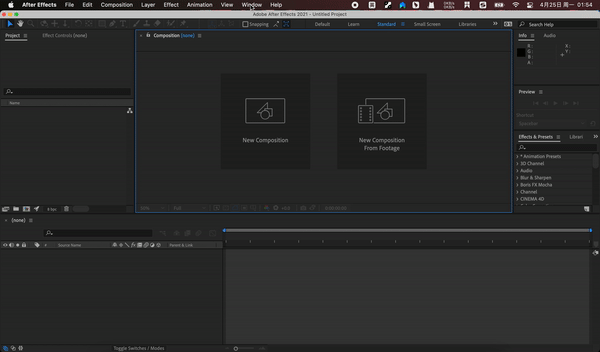 After Effects File Edit Composition Layer Effect Animation View Window Help 4月25日 周一 01:54
Adobe After Effects 2021 - Untitled Project
Snapping Default Learn Standard Small Screen Libraries Search Help
Project Effect Controls (none)
Composition (none)
Info Audio
R : X :
G : Y :
B :
A :
Preview
Shortcut
Spacebar
Effects & Presets Librari
* Animation Presets
3D Channel
Audio
Blur & Sharpen
Boris FX Mocha
Channel
CINEMA 4D
Name
New Composition
New Composition
From Footage
8 bpc
(none)
# Source Name Parent & Link
Toggle Switches / Modes